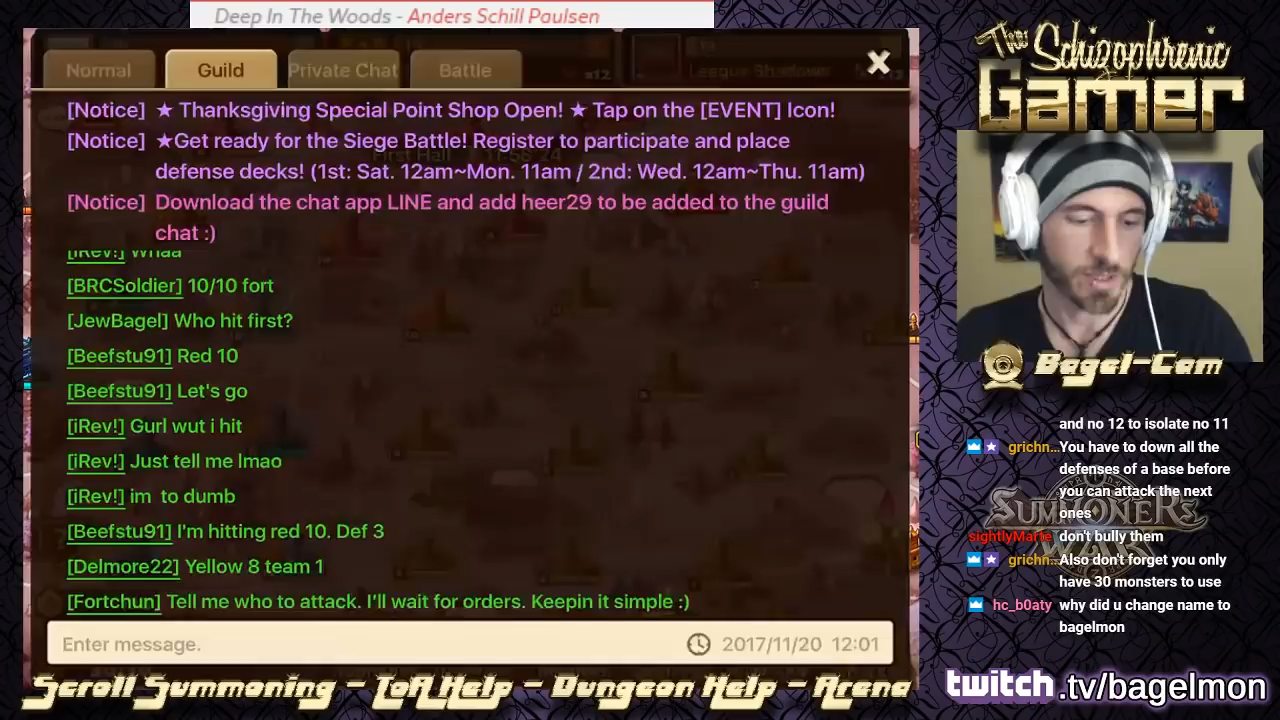 Deep In The Woods - Anders Schill Paulsen
Normal
Guild
Private Chat
Battle
[Notice] ★ Thanksgiving Special Point Shop Open! ★ Tap on the [EVENT] Icon!
[Notice] ★Get ready for the Siege Battle! Register to participate and place
defense decks! (1st: Sat. 12am~Mon. 11am / 2nd: Wed. 12am~Thu. 11am)
[Notice] Download the chat app LINE and add heer29 to be added to the guild
chat :)
[iRev!] Whaa
[BRCSoldier] 10/10 fort
[JewBagel] Who hit first?
[Beefstu91] Red 10
[Beefstu91] Let's go
[iRev!] Gurl wut i hit
[iRev!] Just tell me lmao
[iRev!] im to dumb
[Beefstu91] I'm hitting red 10. Def 3
[Delmore22] Yellow 8 team 1
[Fortchun] Tell me who to attack. I'll wait for orders. Keepin it simple :)
Enter message.
2017/11/20 12:01
Scroll Summoning - ToA Help - Dungeon Help - Arena
The Schizophrenic
Gamer
Bagel-Cam
and no 12 to isolate no 11
grichn... You have to down all the
defenses of a base before
you can attack the next
ones
sightlyMarie don't bully them
grichn... Also don't forget you only
have 30 monsters to use
hc_b0aty why did u change name to
bagelmon
Summoners
War
twitch.tv/bagelmon